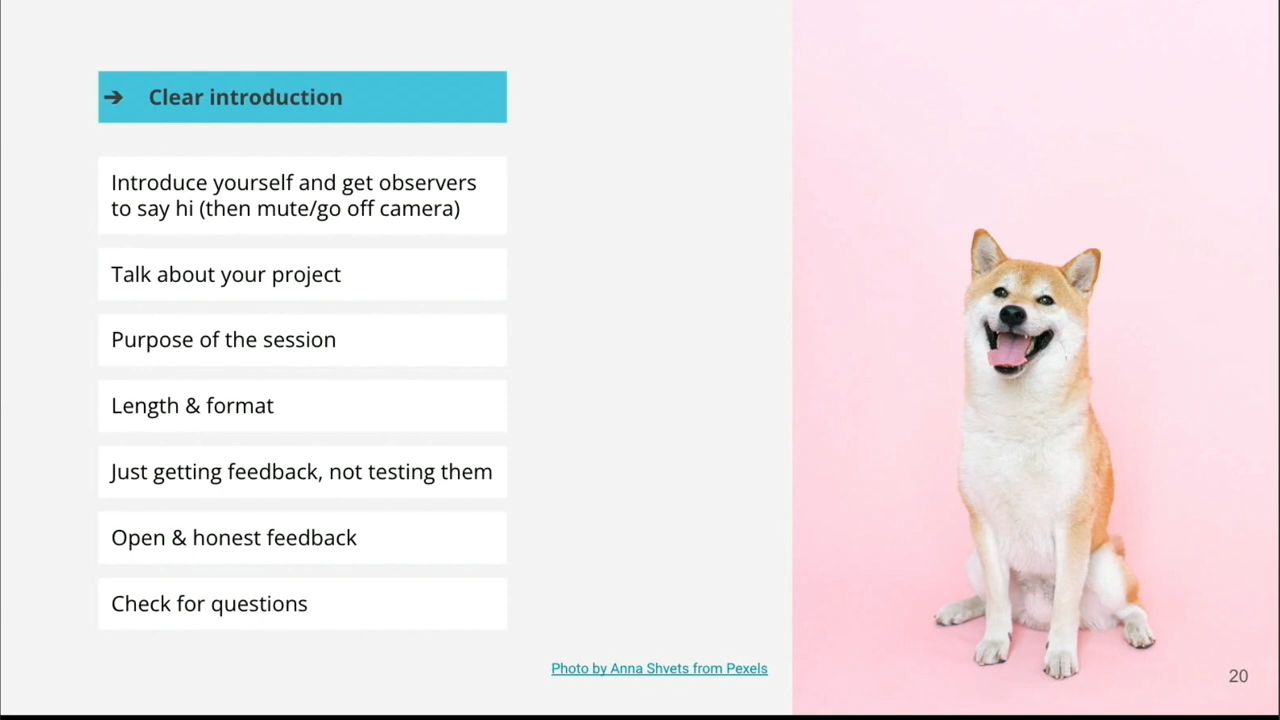 ➔ Clear introduction
Introduce yourself and get observers
to say hi (then mute/go off camera)
Talk about your project
Purpose of the session
Length & format
Just getting feedback, not testing them
Open & honest feedback
Check for questions
Photo by Anna Shvets from Pexels
20